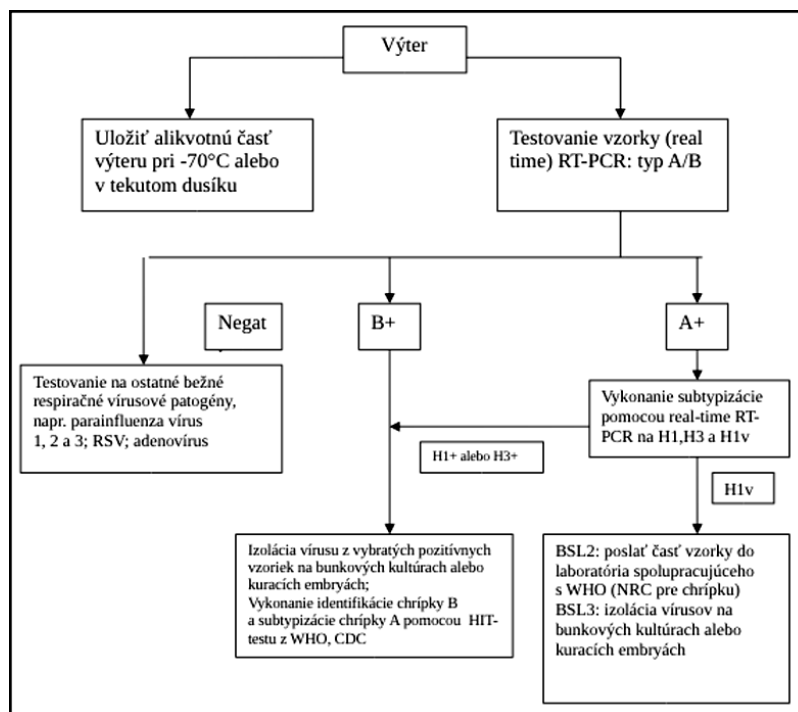 Výter
Uložiť alikvotnú časť
výteru pri -70°C alebo
v tekutom dusíku
Testovanie vzorky (real
time) RT-PCR: typ A/B
Negat
B+
A+
Testovanie na ostatné bežné
respiračné vírusové patogény,
napr. parainfluenza vírus
1, 2 a 3; RSV; adenovírus
Vykonanie subtypizácie
pomocou real-time RT-
PCR na H1,H3 a H1v
H1+ alebo H3+
H1v
Izolácia vírusu z vybratých pozitívnych
vzoriek na bunkových kultúrach alebo
kuracích embryách;
Vykonanie identifikácie chrípky B
a subtypizácie chrípky A pomocou HIT-
testu z WHO, CDC
BSL2: poslať časť vzorky do
laboratória spolupracujúceho
s WHO (NRC pre chrípku)
BSL3: izolácia vírusov na
bunkových kultúrach alebo
kuracích embryách